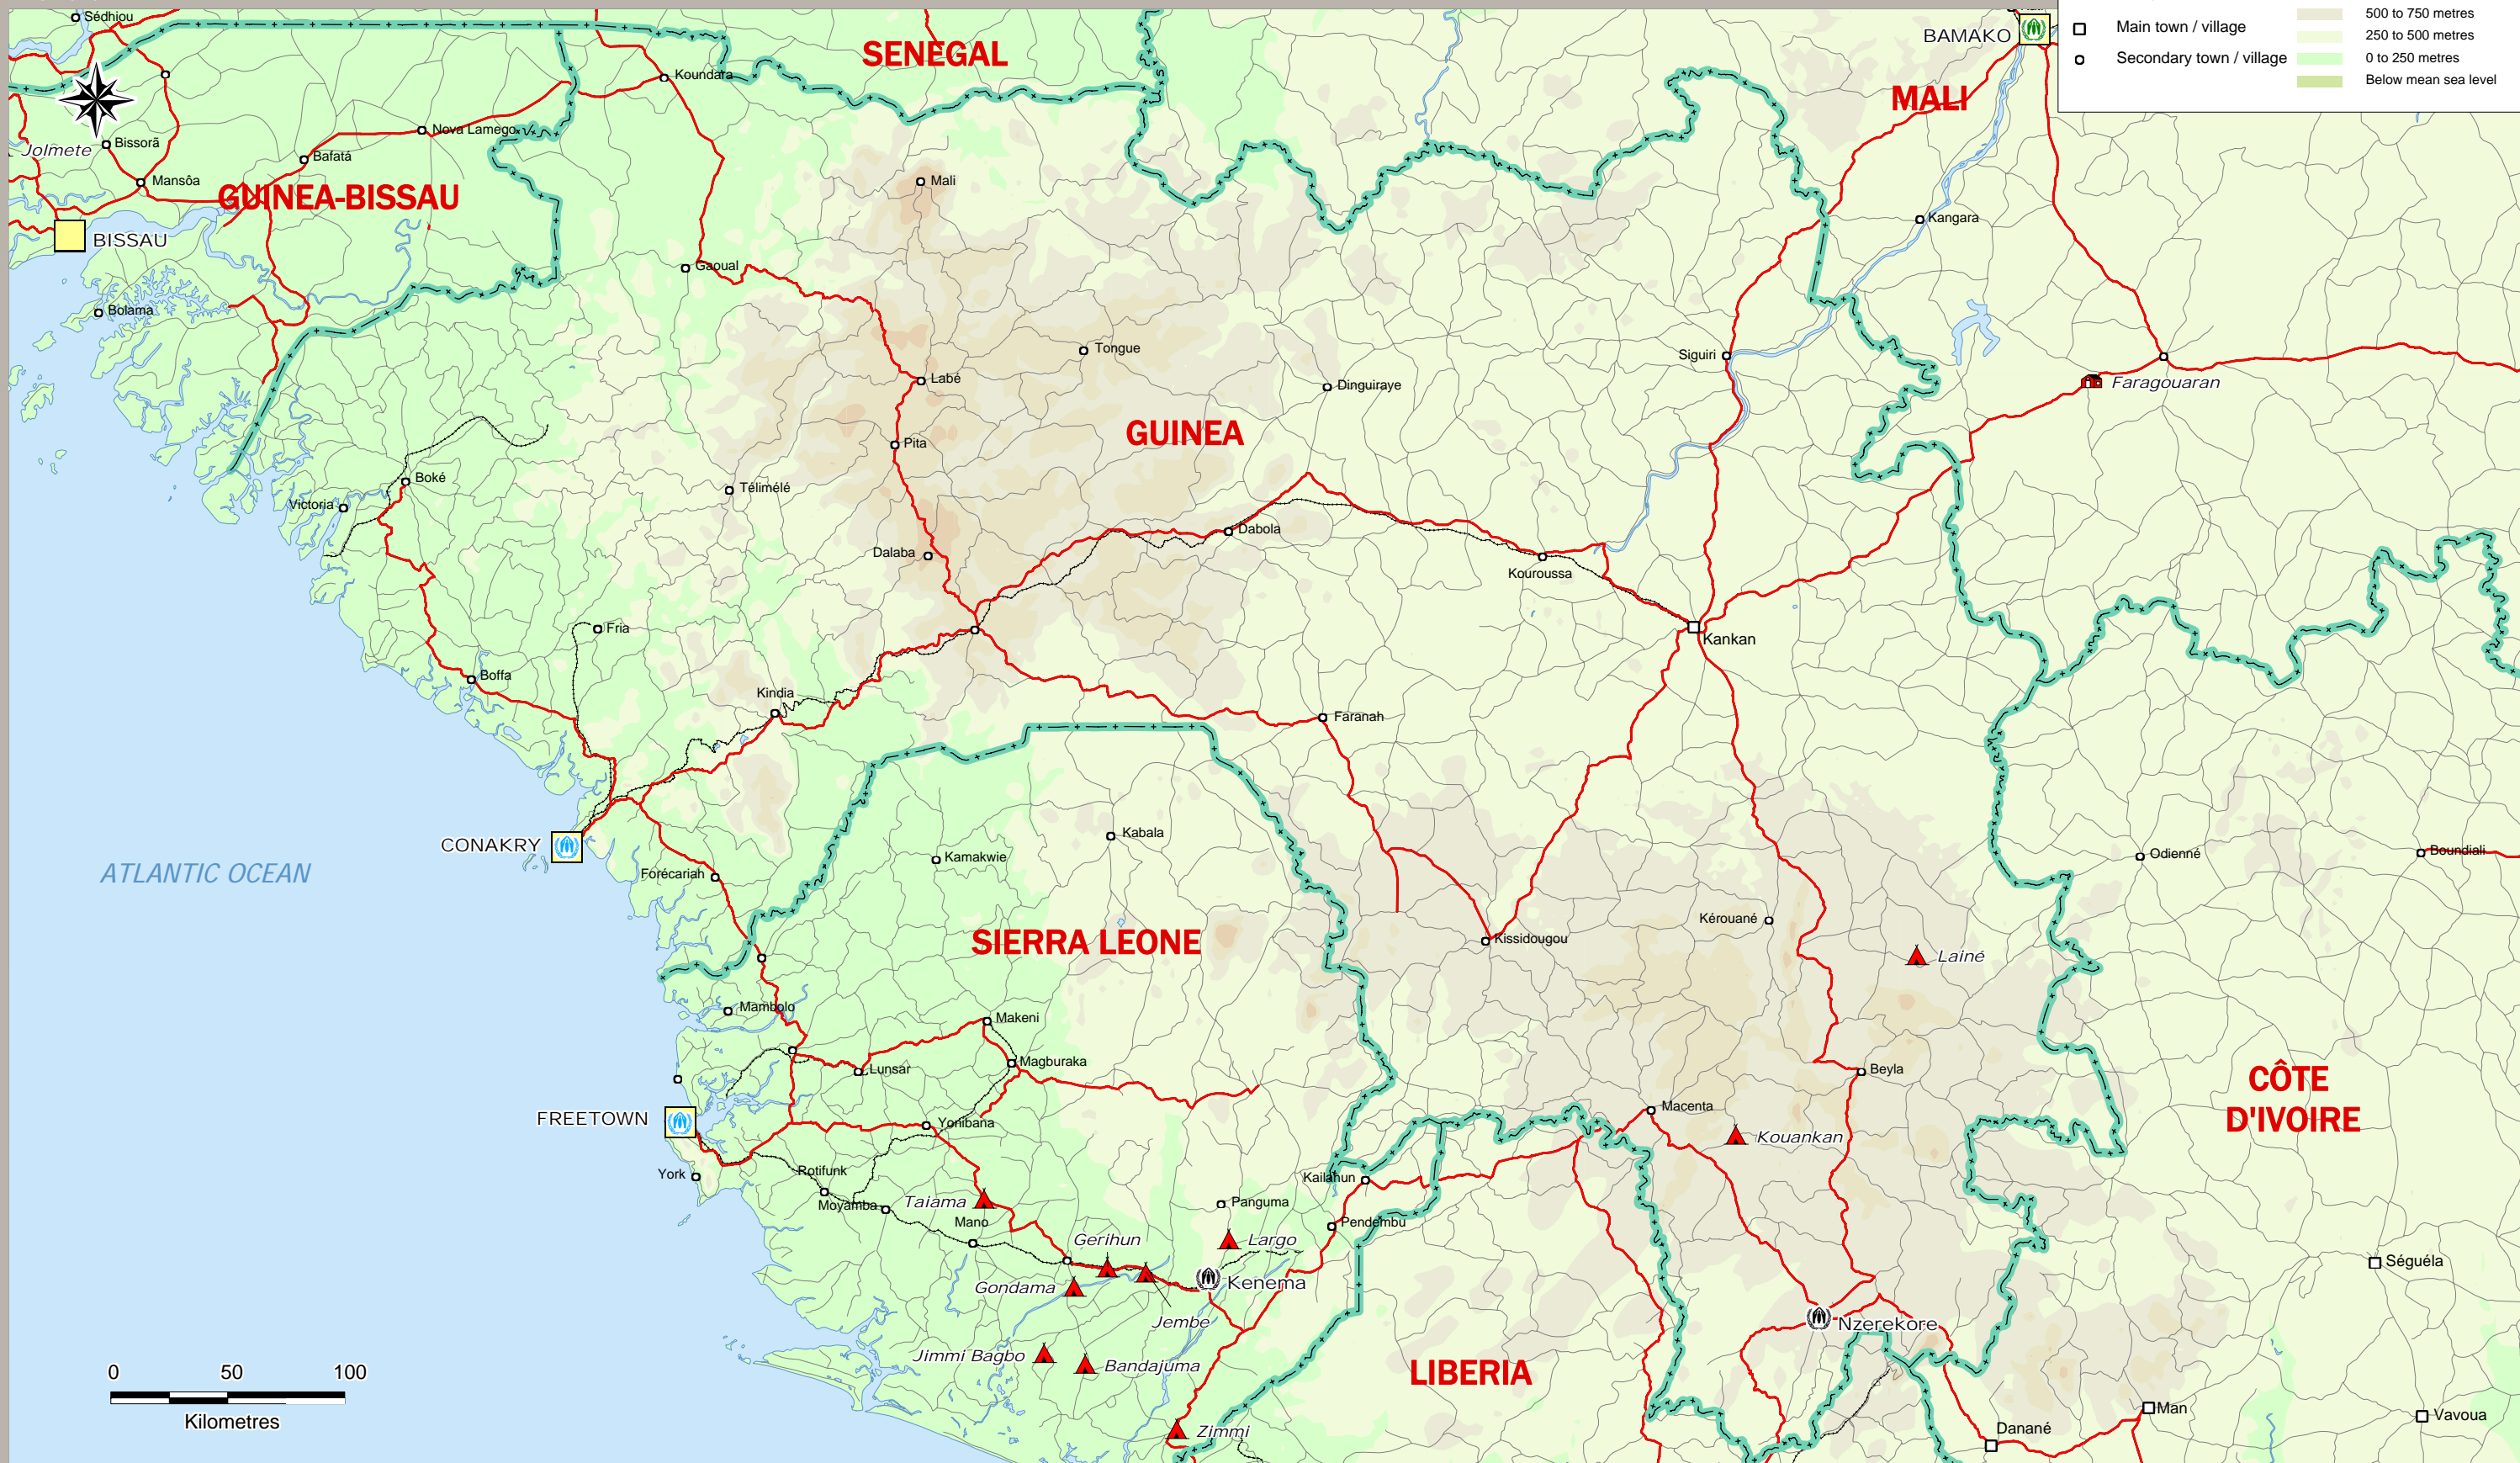 Sédhiou
SENEGAL
Koundara
BAMAKO
MALI
500 to 750 metres
250 to 500 metres
0 to 250 metres
Below mean sea level
Main town / village
Secondary town / village
Jolmete
Bissorã
Nova Lamego
Bafatá
Mansôa
GUINEA-BISSAU
Mali
BISSAU
Kangara
Gaoual
Bolama
Tongue
Siguiri
Labé
Dinguiraye
Faragouaran
GUINEA
Pita
Boké
Télimélé
Victoria
Dabola
Dalaba
Kouroussa
Fria
Kankan
Boffa
Kindia
Faranah
Kabala
CONAKRY
Kamakwie
Odienné
Boundiali
ATLANTIC OCEAN
Forécariah
Kérouané
SIERRA LEONE
Kissidougou
Lainé
Mambolo
Makeni
Magburaka
Lunsar
Beyla
CÔTE
D'IVOIRE
Macenta
FREETOWN
Yonibana
Kouankan
York
Rotifunk
Kailahun
Taiama
Moyamba
Panguma
Mano
Pendembu
Gerihun
Largo
Séguéla
Gondama
Kenema
Jembe
Nzerekore
Jimmi Bagbo
Bandajuma
LIBERIA
0 50 100
Kilometres
Man
Vavoua
Danané
Zimmi